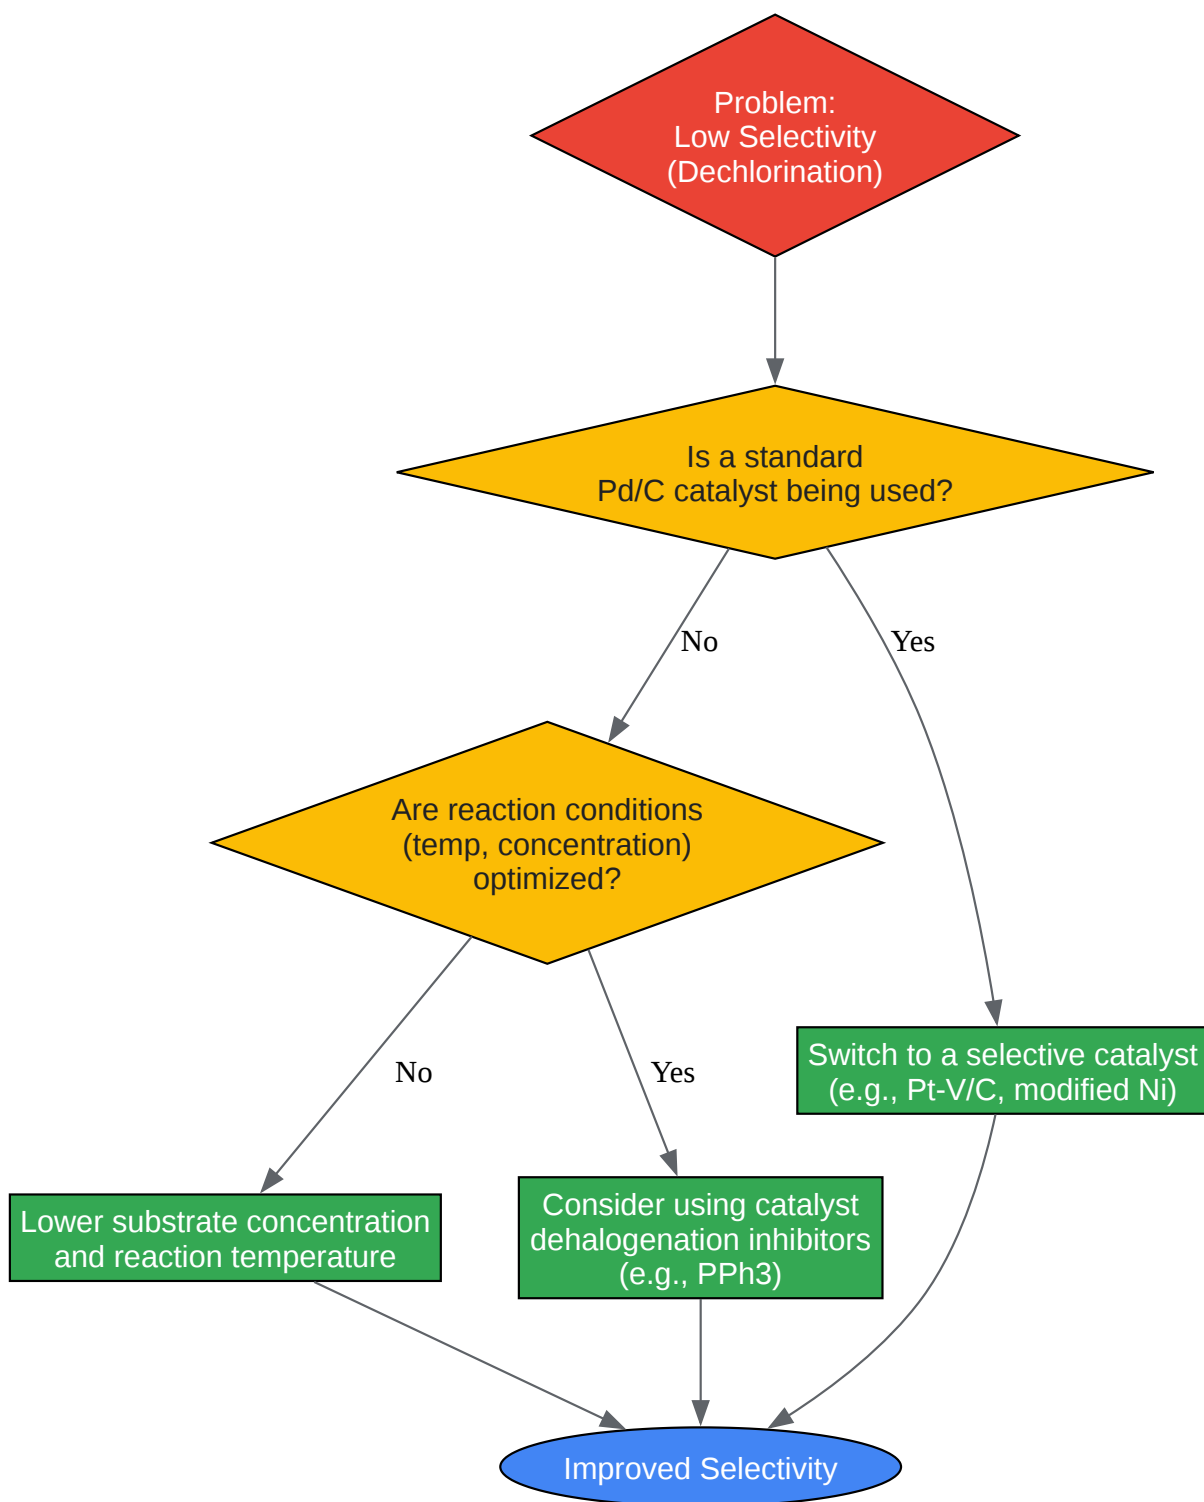 Problem:
Low Selectivity
(Dechlorination)
Is a standard
Pd/C catalyst being used?
No
Yes
Are reaction conditions
(temp, concentration)
optimized?
No
Yes
Switch to a selective catalyst
(e.g., Pt-V/C, modified Ni)
Lower substrate concentration
and reaction temperature
Consider using catalyst
dehalogenation inhibitors
(e.g., PPh3)
Improved Selectivity